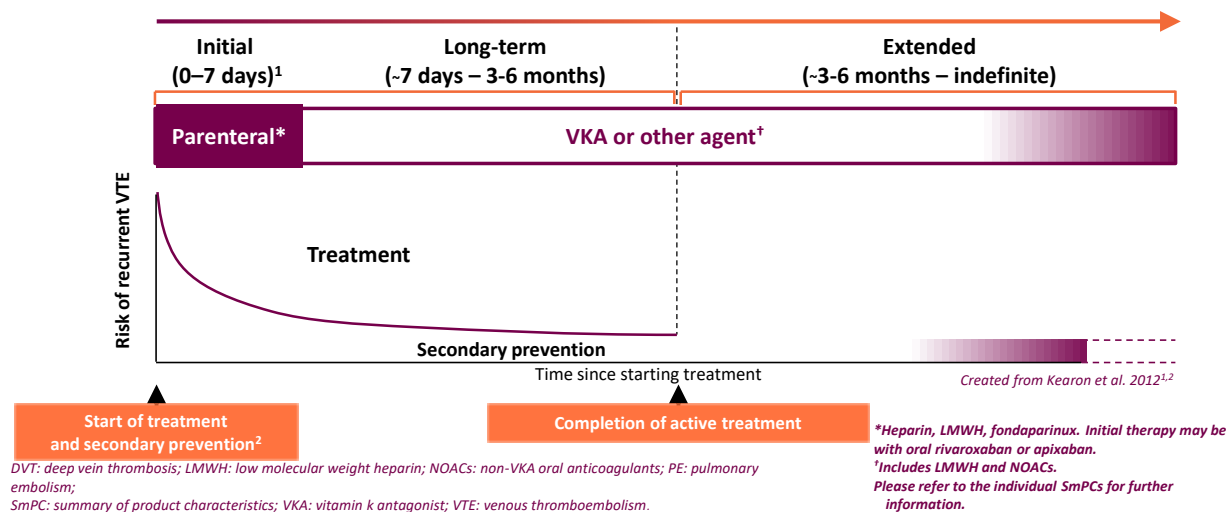 Initial
(0–7 days)1
Long-term
(~7 days – 3-6 months)
Extended
(~3-6 months – indefinite)
Parenteral*
VKA or other agent†
Risk of recurrent VTE
Treatment
Secondary prevention
Time since starting treatment
Created from Kearon et al. 20121,2
Start of treatment
and secondary prevention2
Completion of active treatment
*Heparin, LMWH, fondaparinux. Initial therapy may be
with oral rivaroxaban or apixaban.
†Includes LMWH and NOACs.
Please refer to the individual SmPCs for further
information.
DVT: deep vein thrombosis; LMWH: low molecular weight heparin; NOACs: non-VKA oral anticoagulants; PE: pulmonary
embolism;
SmPC: summary of product characteristics; VKA: vitamin k antagonist; VTE: venous thromboembolism.